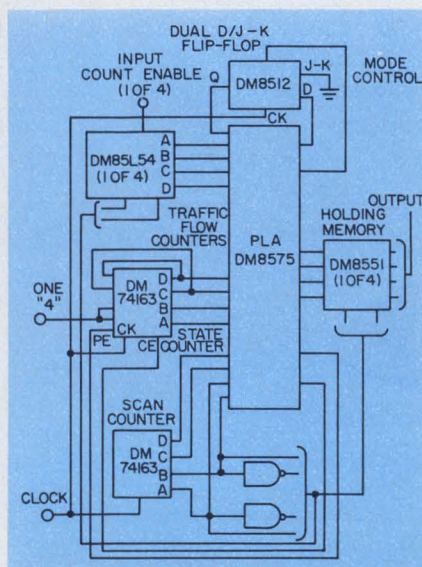 DUAL D/J-K
FLIP-FLOP
INPUT
COUNT ENABLE
(1 OF 4)
Q
DM8512
J-K
D
CK
MODE
CONTROL
DM85L54
(1 OF 4)
A
B
C
D
TRAFFIC
FLOW
COUNTERS
PLA
DM8575
OUTPUT
HOLDING
MEMORY
DM8551
(1 OF 4)
ONE
"4"
DM
74163
D
C
B
A
PE
CK
CE
STATE
COUNTER
SCAN
COUNTER
DM
74163
D
C
B
A
CLOCK